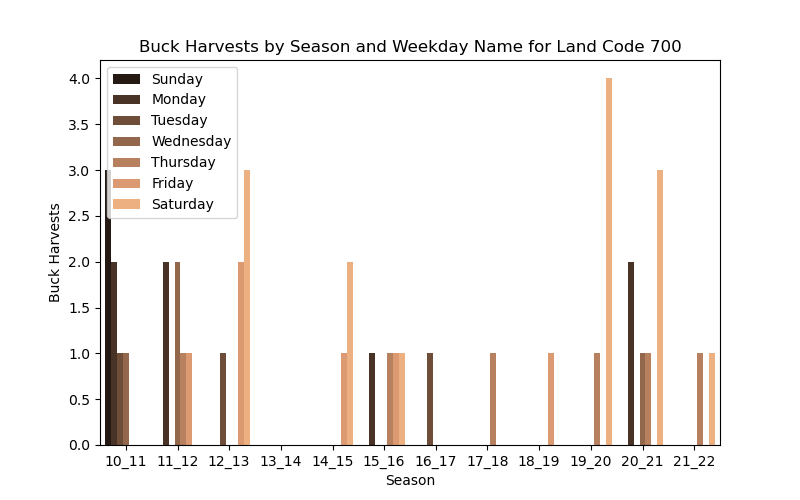 Buck Harvests by Season and Weekday Name for Land Code 700
4.0
3.5
3.0
2.5
2.0
1.5
1.0
0.5
0.0
Buck Harvests
Sunday
Monday
Tuesday
Wednesday
Thursday
Friday
Saturday
10_11 11_12 12_13 13_14 14_15 15_16 16_17 17_18 18_19 19_20 20_21 21_22
Season